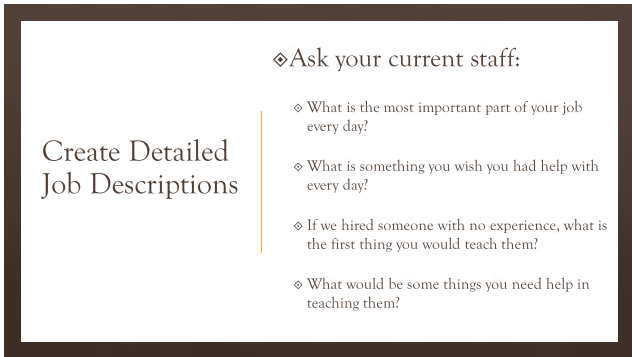 Create Detailed
Job Descriptions
Ask your current staff:
What is the most important part of your job
every day?
What is something you wish you had help with
every day?
If we hired someone with no experience, what is
the first thing you would teach them?
What would be some things you need help in
teaching them?